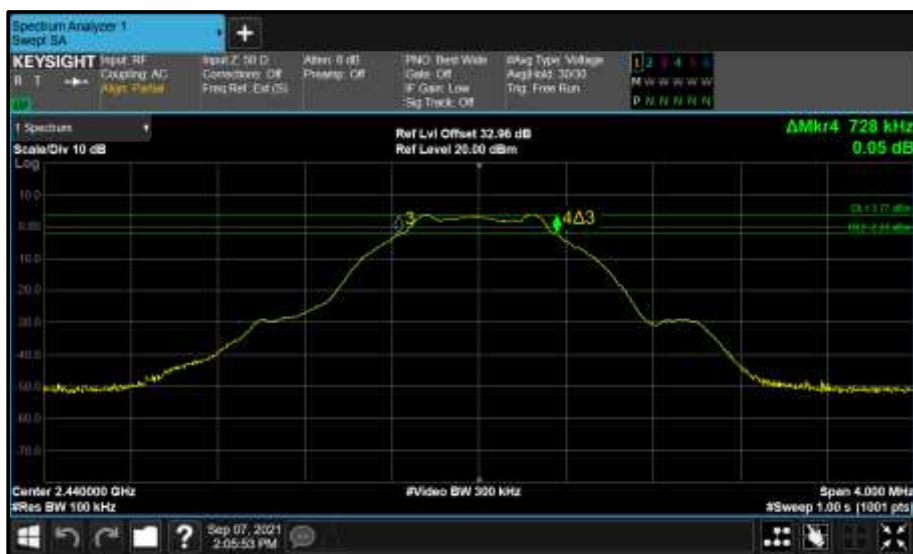 Spectrum Analyzer 1
Swept SA
+
KEYSIGHT
R T
Input: RF
Coupling: AC
Align: Partial
Input Z: 50 Ω
Corrections: Off
Freq Ref: Ext (S)
Atten: 0 dB
Preamp: Off
PNO: Best Wide
Gate: Off
IF Gain: Low
Sig Track: Off
#Avg Type: Voltage
Avg|Hold: 30/30
Trig: Free Run
1 2 3 4 5 6
M W W W W W
P N N N N N
1 Spectrum
Scale/Div 10 dB
Log
Ref Lvl Offset 32.96 dB
Ref Level 20.00 dBm
ΔMkr4 728 kHz
0.05 dB
10.0
0.00
-10.0
-20.0
-30.0
-40.0
-50.0
-60.0
-70.0
3
4Δ3
Center 2.440000 GHz
#Res BW 100 kHz
#Video BW 300 kHz
Span 4.000 MHz
#Sweep 1.00 s (1001 pts)
?
Sep 07, 2021
2:05:53 PM